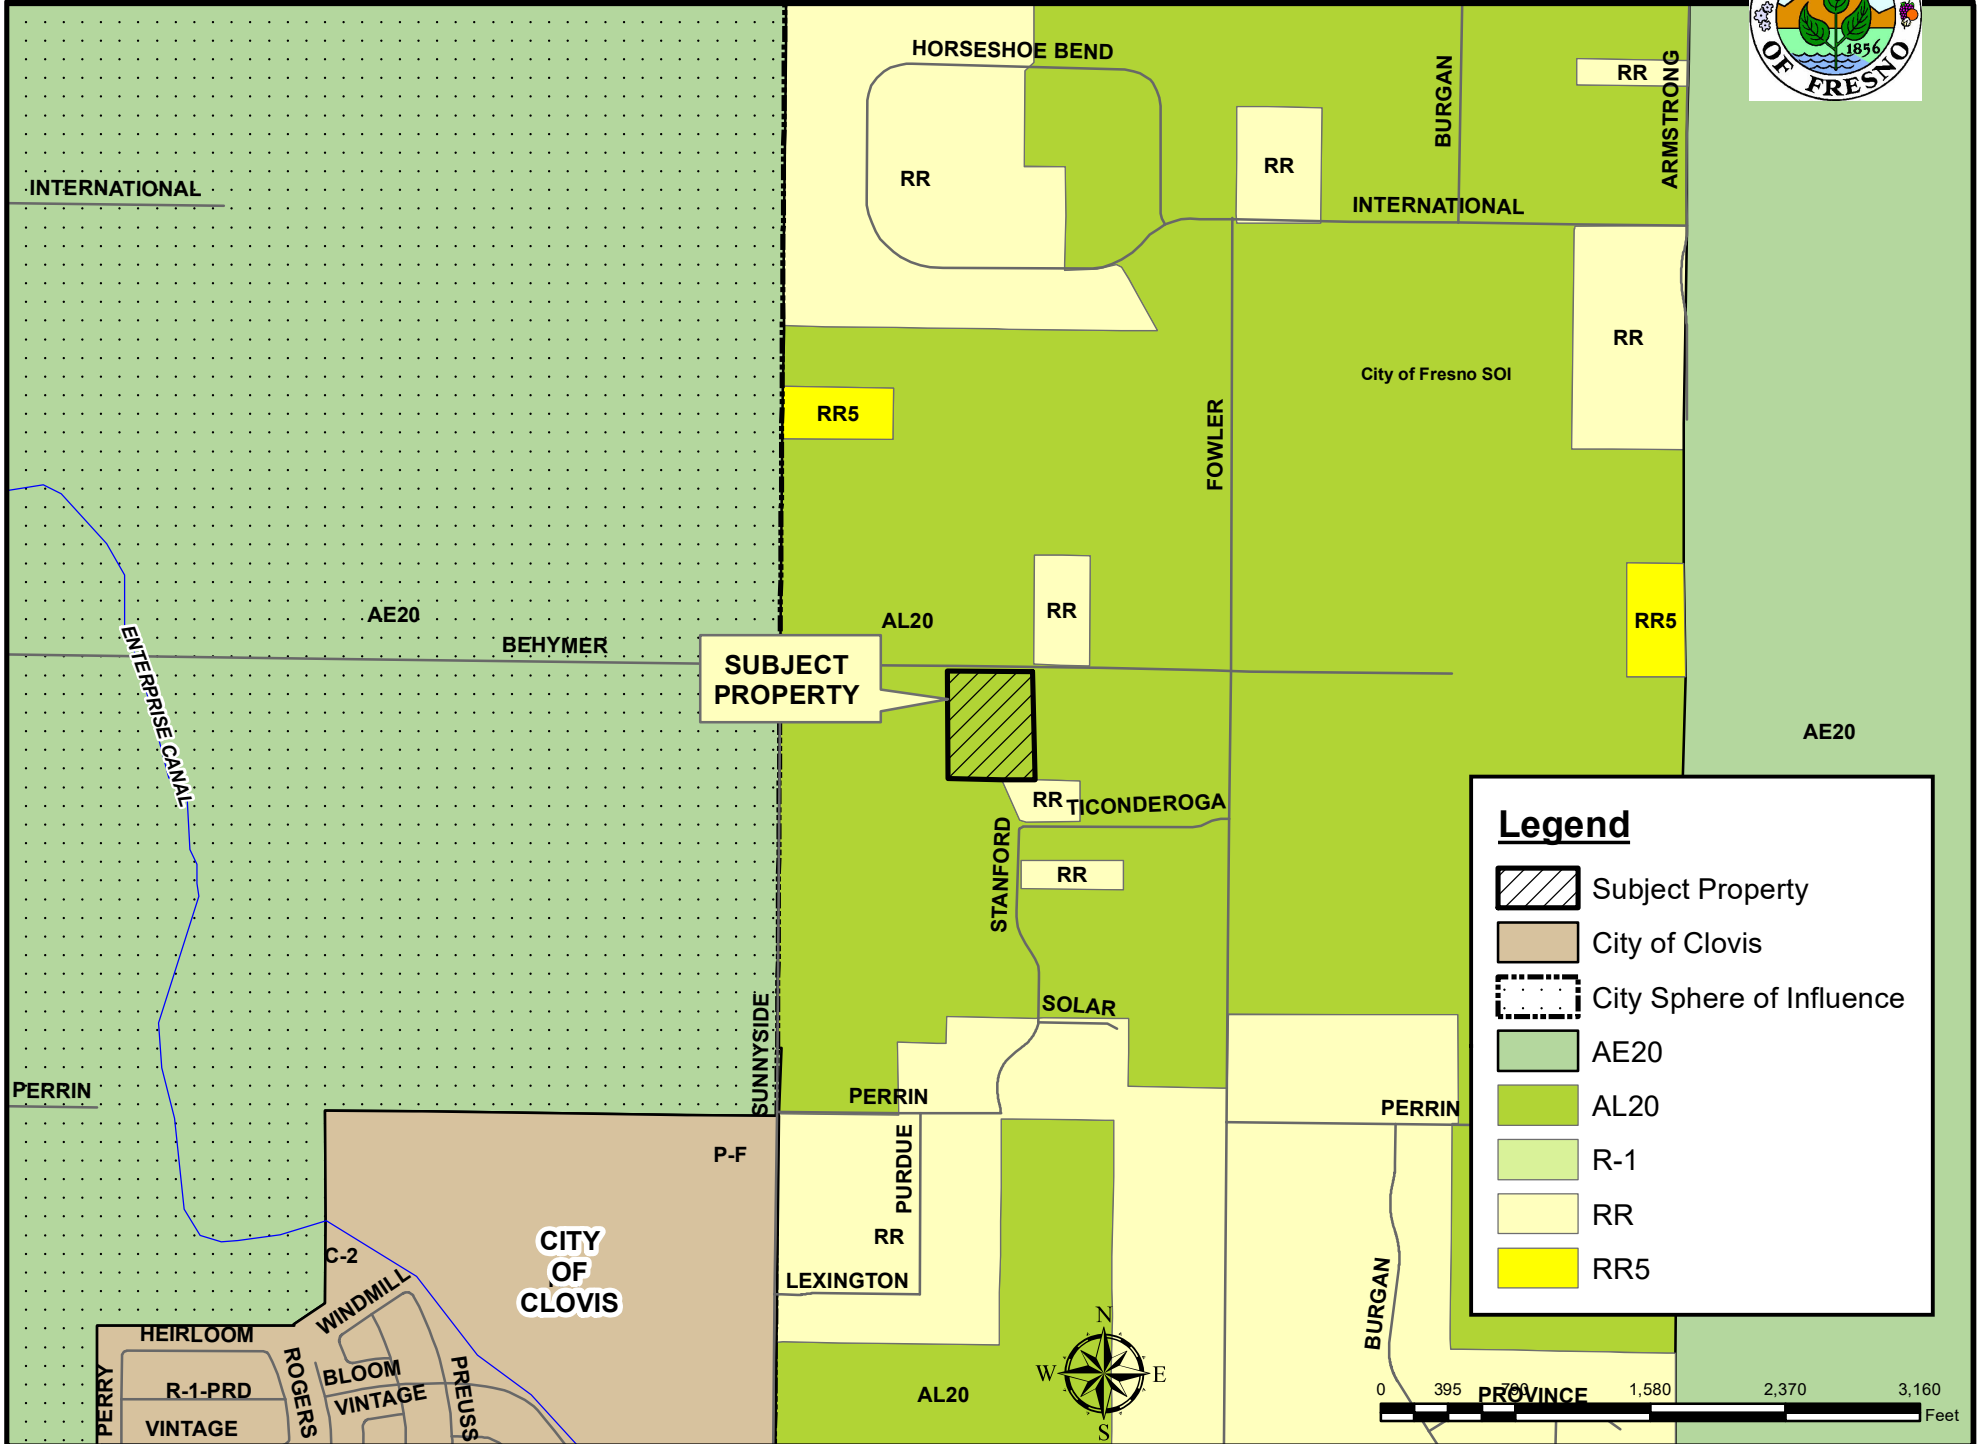 1856
OF FRESNO
HORSESHOE BEND
BURGAN
RR
ARMSTRONG
RR
RR
INTERNATIONAL
INTERNATIONAL
RR
City of Fresno SOI
RR5
FOWLER
AE20
BEHYMER
AL20
RR
RR5
ENTERPRISE CANAL
SUBJECT
PROPERTY
AE20
RR
TICONDEROGA
STANFORD
RR
SOLAR
SUNNYSIDE
PERRIN
PERRIN
PERRIN
P-F
PURDUE
RR
CITY
OF
CLOVIS
C-2
WINDMILL
LEXINGTON
BURGAN
HEIRLOOM
PERRY
R-1-PRD
VINTAGE
ROGERS
BLOOM
VINTAGE
PREUSS
AL20
N
W
E
S
Legend
Subject Property
City of Clovis
City Sphere of Influence
AE20
AL20
R-1
RR
RR5
PROVINCE
0 395 790 1,580 2,370 3,160
Feet